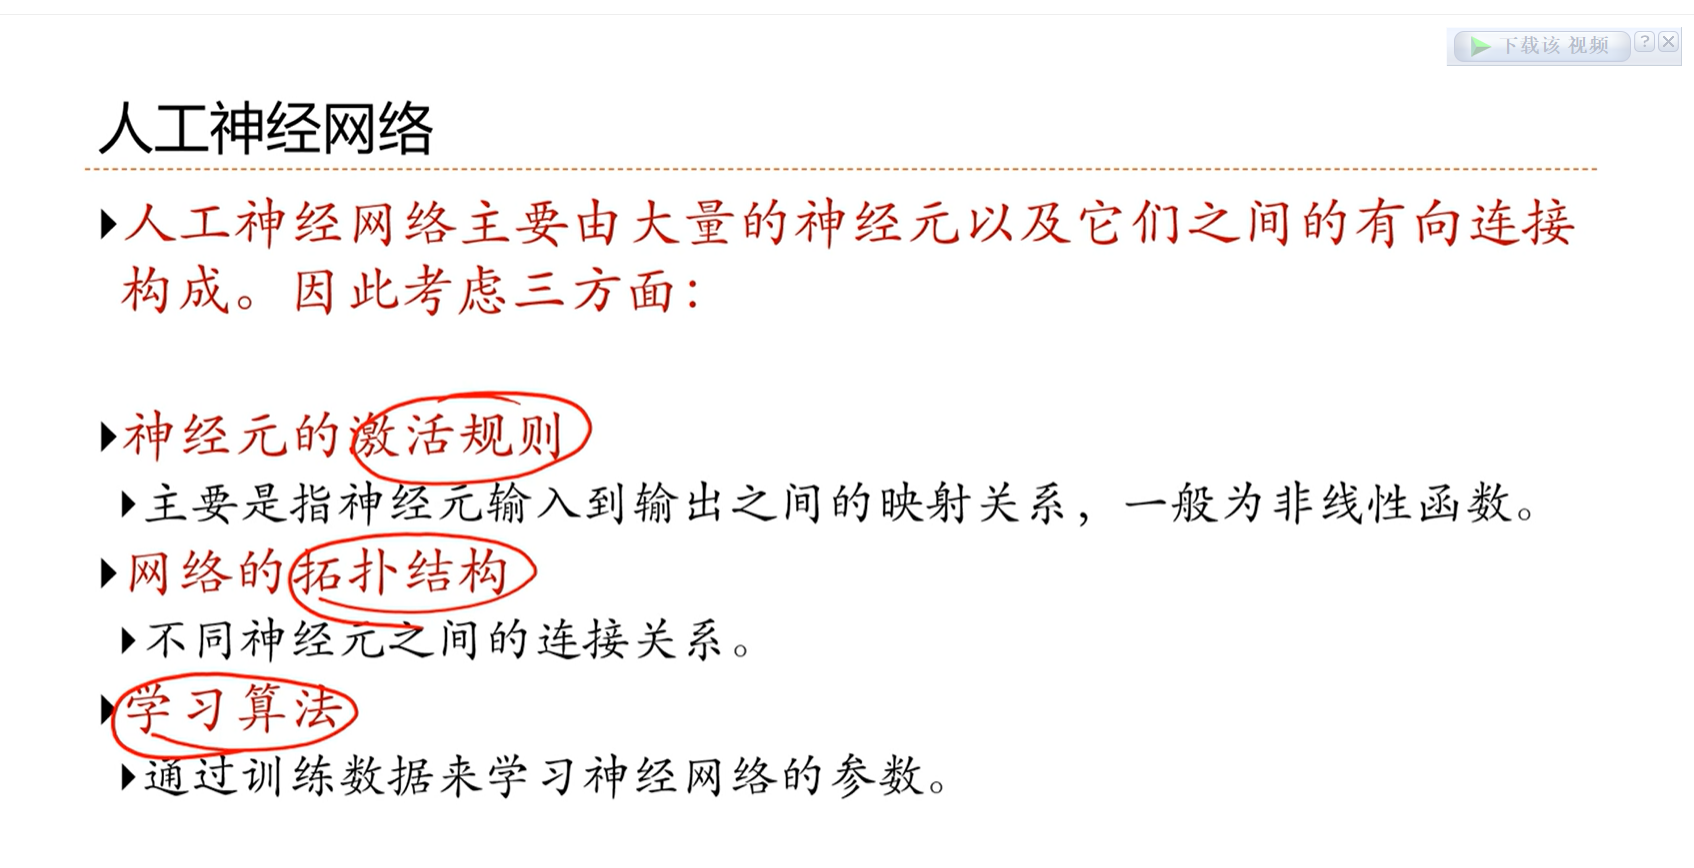 下载该 视频
人工神经网络
人工神经网络主要由大量的神经元以及它们之间的有向连接
构成。因此考虑三方面：
神经元的激活规则
主要是指神经元输入到输出之间的映射关系，一般为非线性函数。
网络的拓扑结构
不同神经元之间的连接关系。
学习算法
通过训练数据来学习神经网络的参数。